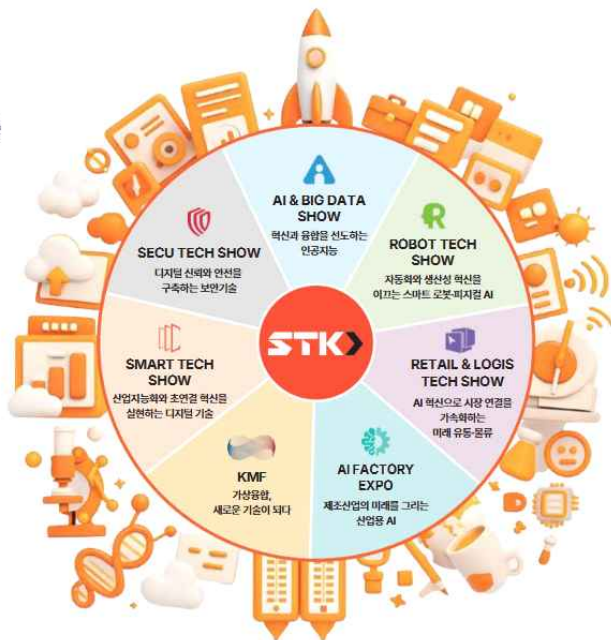 AI & BIG DATA
SHOW
혁신과 융합을 선도하는
인공지능
ROBOT TECH
SHOW
자동화와 생산성 혁신을
이끄는 스마트 로봇·피지컬 AI
RETAIL & LOGIS
TECH SHOW
AI 혁신으로 시장 연결을
가속화하는
미래 유통·물류
AI FACTORY
EXPO
제조산업의 미래를 그리는
산업용 AI
KMF
가상융합,
새로운 기술이 되다
SMART TECH
SHOW
산업지능화와 초연결 혁신을
실현하는 디지털 기술
SECU TECH SHOW
디지털 신뢰와 안전을
구축하는 보안기술
STK